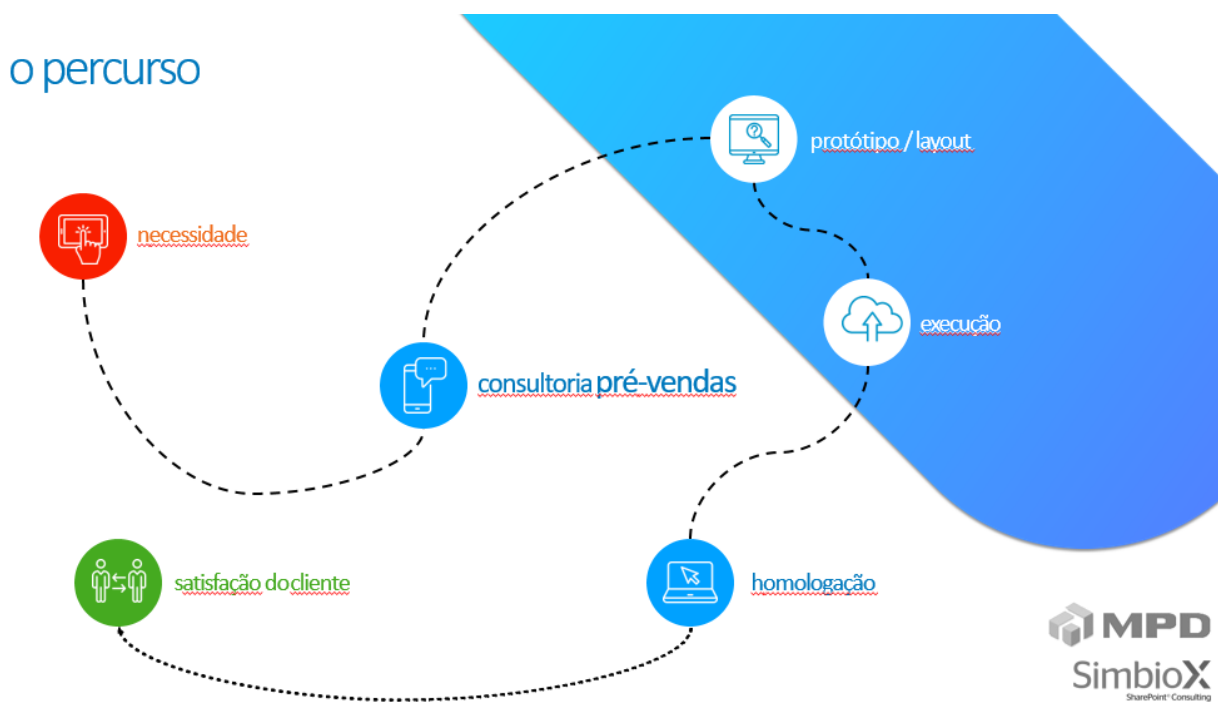 o percurso
necessidade
consultoria pré-vendas
protótipo / layout
execução
homologação
satisfação do cliente
MPD
SimbioX
SharePoint® Consulting